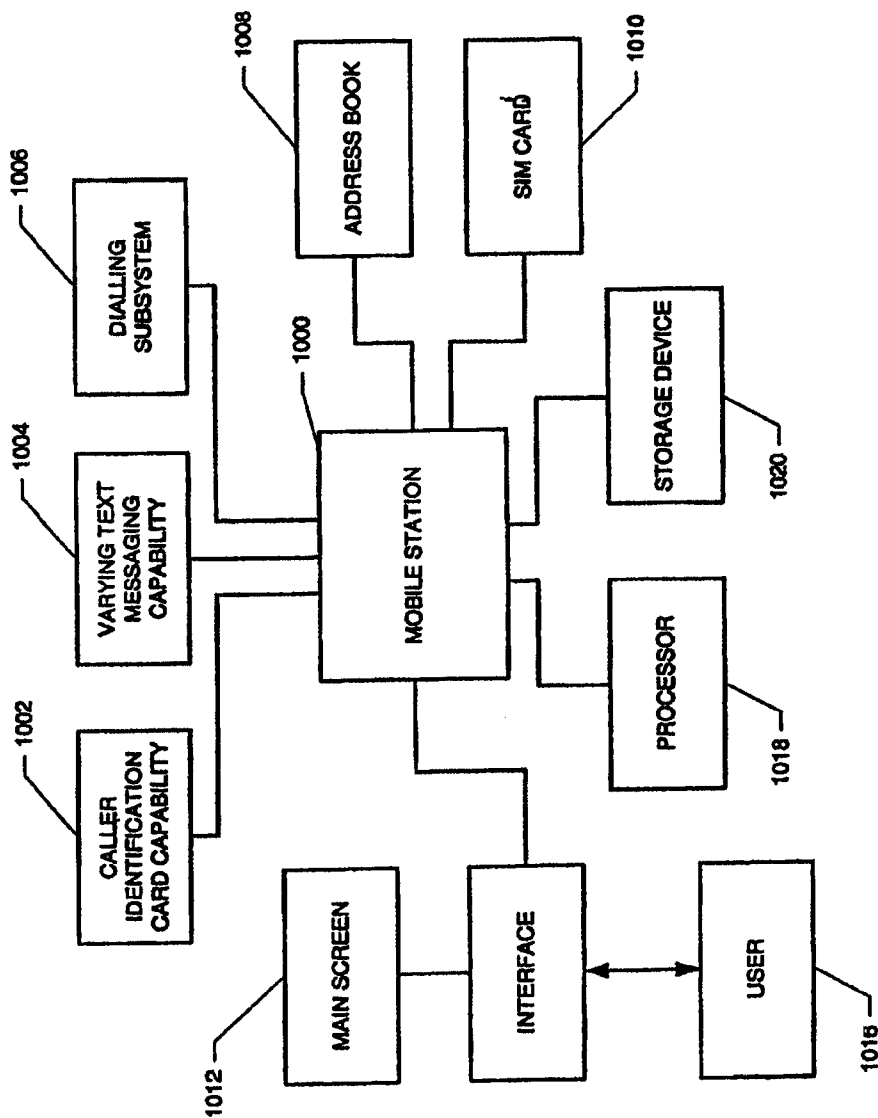 1002
CALLER
IDENTIFICATION
CARD CAPABILITY
1004
VARYING TEXT
MESSAGING
CAPABILITY
1006
DIALLING
SUBSYSTEM
1008
ADDRESS BOOK
1010
SIM CARD
1000
MOBILE STATION
1012
MAIN SCREEN
INTERFACE
USER
1016
PROCESSOR
1018
STORAGE DEVICE
1020